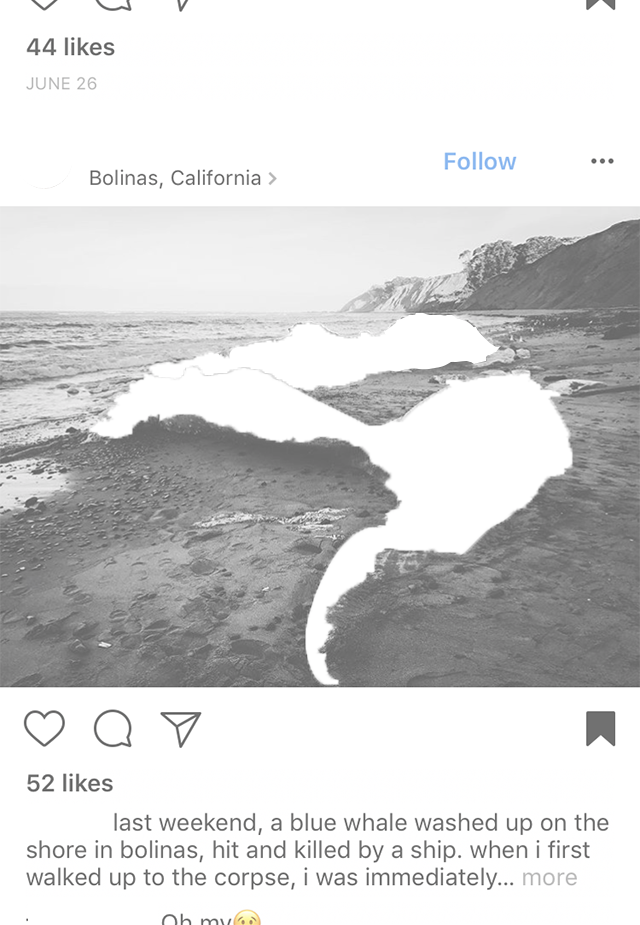 44 likes
JUNE 26
Follow
Bolinas, California
52 likes
last weekend, a blue whale washed up on the
shore in bolinas, hit and killed by a ship. when i first
walked up to the corpse, i was immediately... more
Oh my😢